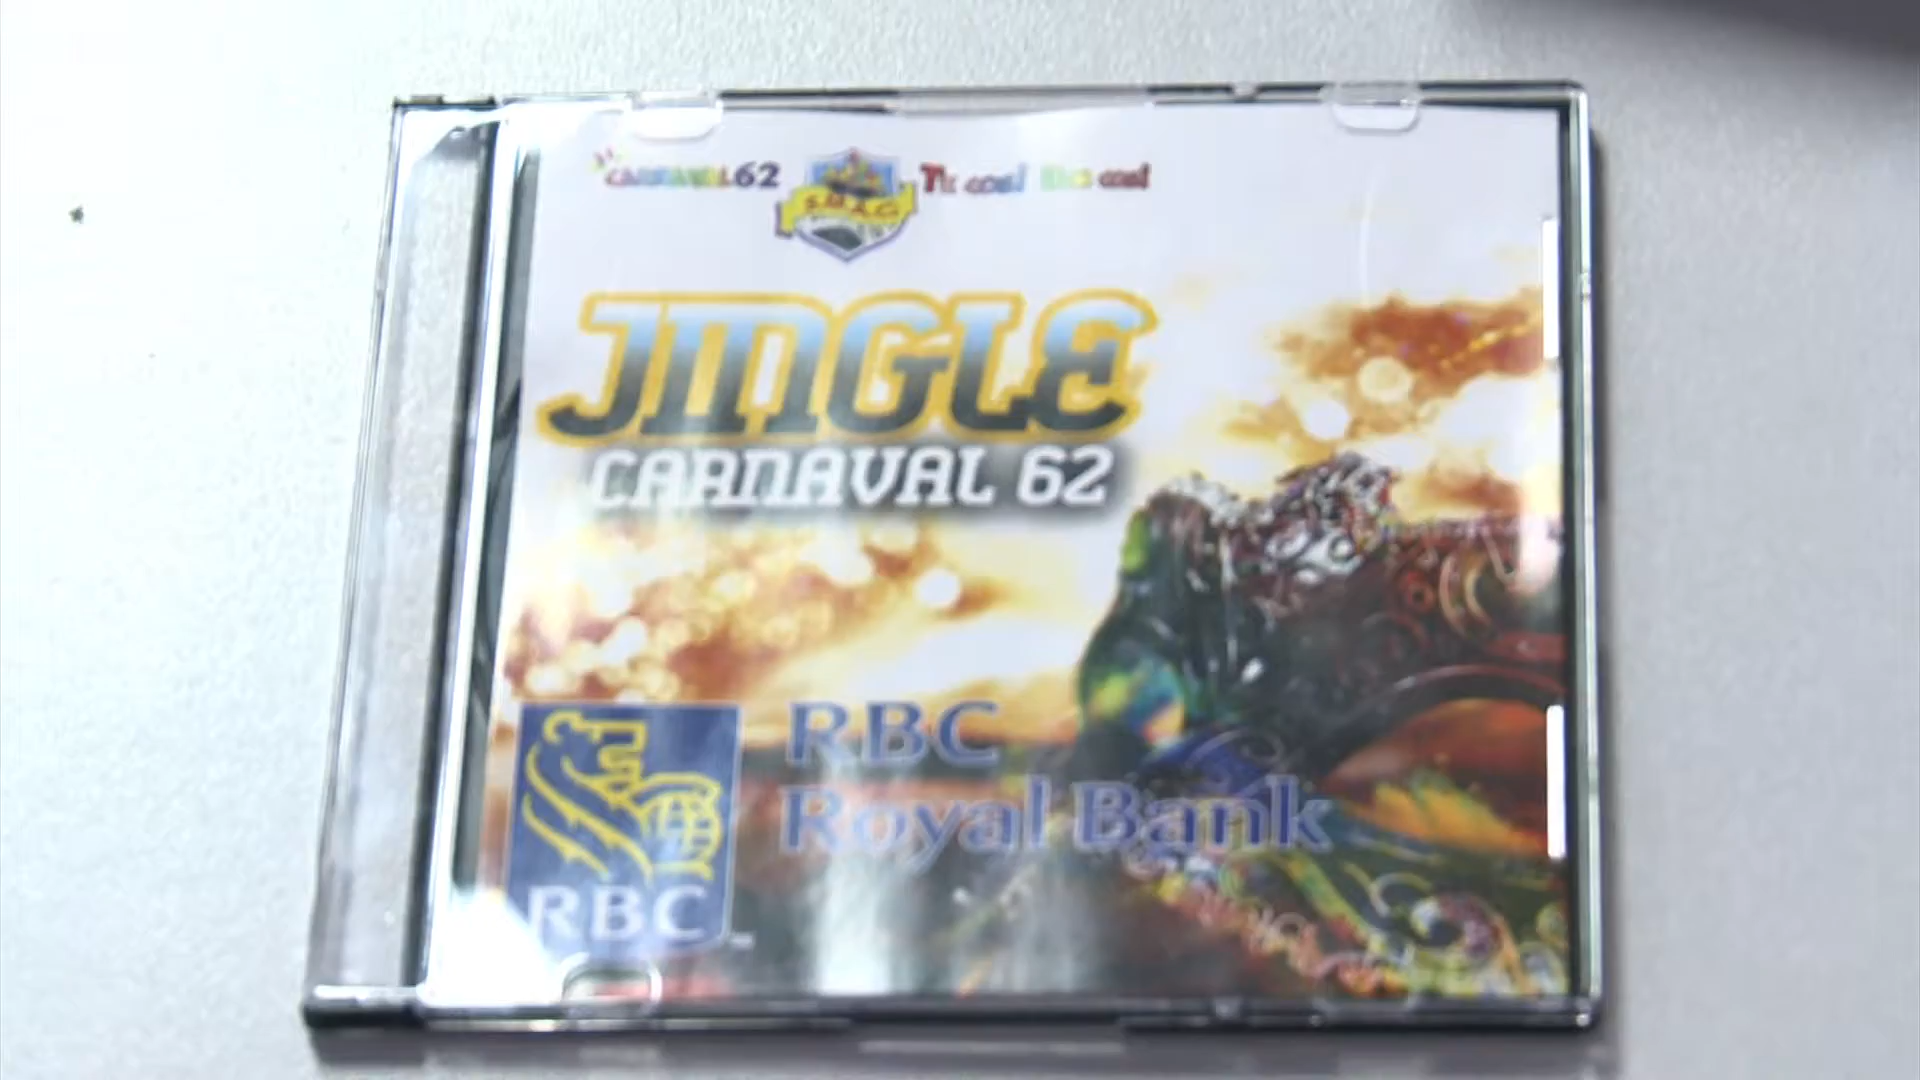 CARNAVAL62
S.M.A.C.
JINGLE
CARNAVAL 62
RBC
Royal Bank
RBC